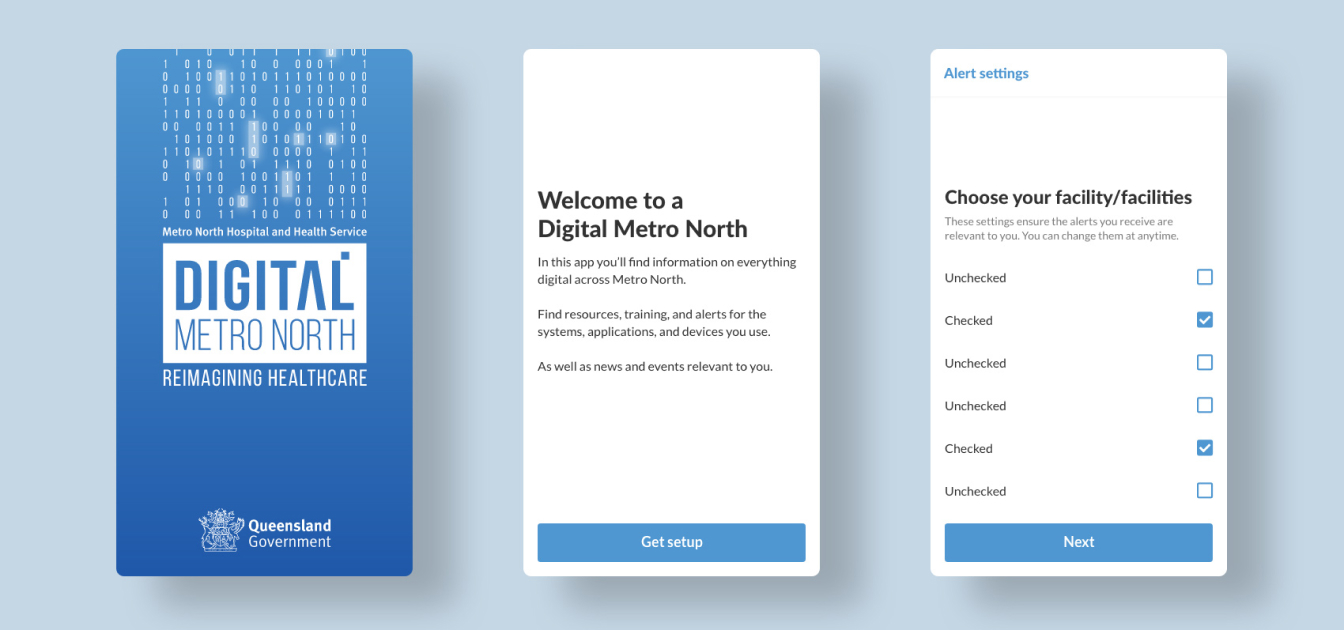 Metro North Hospital and Health Service
DIGITAL
METRO NORTH
REIMAGINING HEALTHCARE
Queensland
Government
Welcome to a
Digital Metro North
In this app you'll find information on everything
digital across Metro North.
Find resources, training, and alerts for the
systems, applications, and devices you use.
As well as news and events relevant to you.
Get setup
Alert settings
Choose your facility/facilities
These settings ensure the alerts you receive are
relevant to you. You can change them at anytime.
Unchecked
Checked
Unchecked
Unchecked
Checked
Unchecked
Next